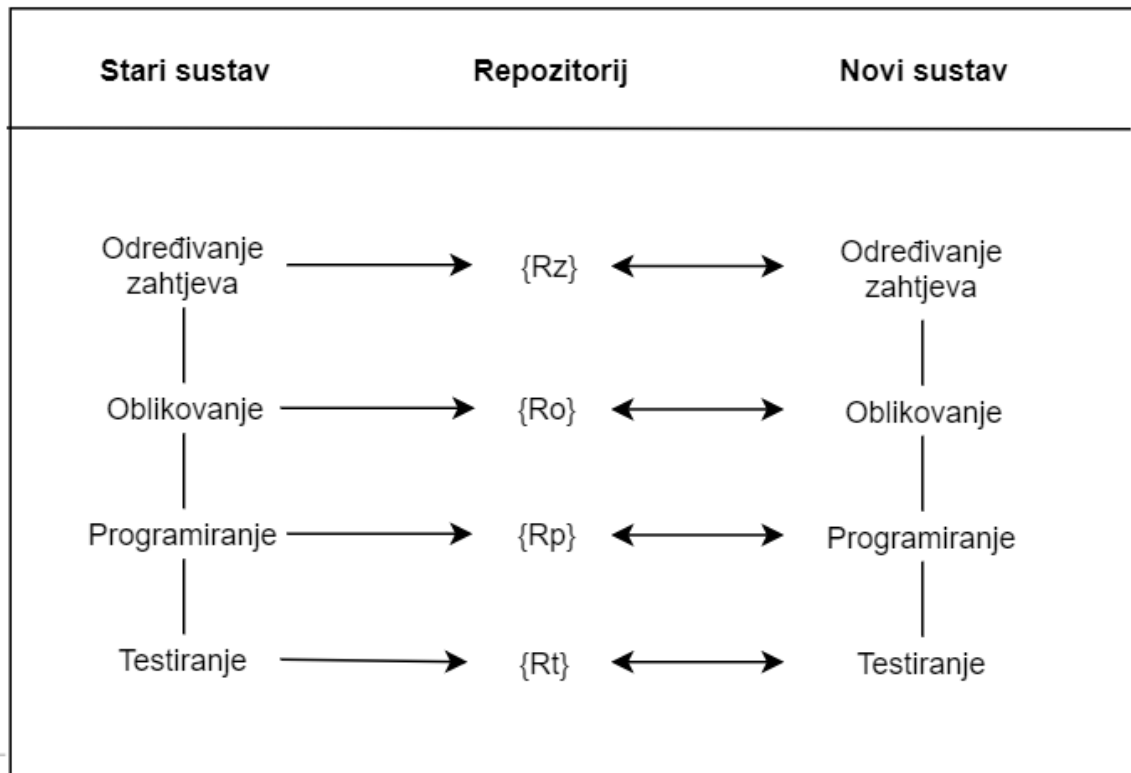 Stari sustav Repozitorij Novi sustav
Određivanje
zahtjeva
{Rz}
Određivanje
zahtjeva
Oblikovanje {Ro} Oblikovanje
Programiranje {Rp} Programiranje
Testiranje {Rt} Testiranje